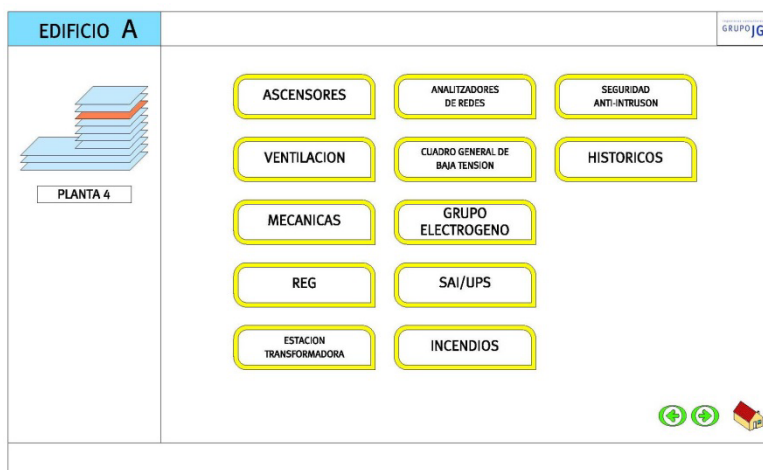 EDIFICIO A
GRUPO JG
PLANTA 4
ASCENSORES
ANALITZADORES
DE REDES
SEGURIDAD
ANTI-INTRUSON
VENTILACION
CUADRO GENERAL DE
BAJA TENSION
HISTORICOS
MECANICAS
GRUPO
ELECTROGENO
REG
SAI/UPS
ESTACION
TRANSFORMADORA
INCENDIOS